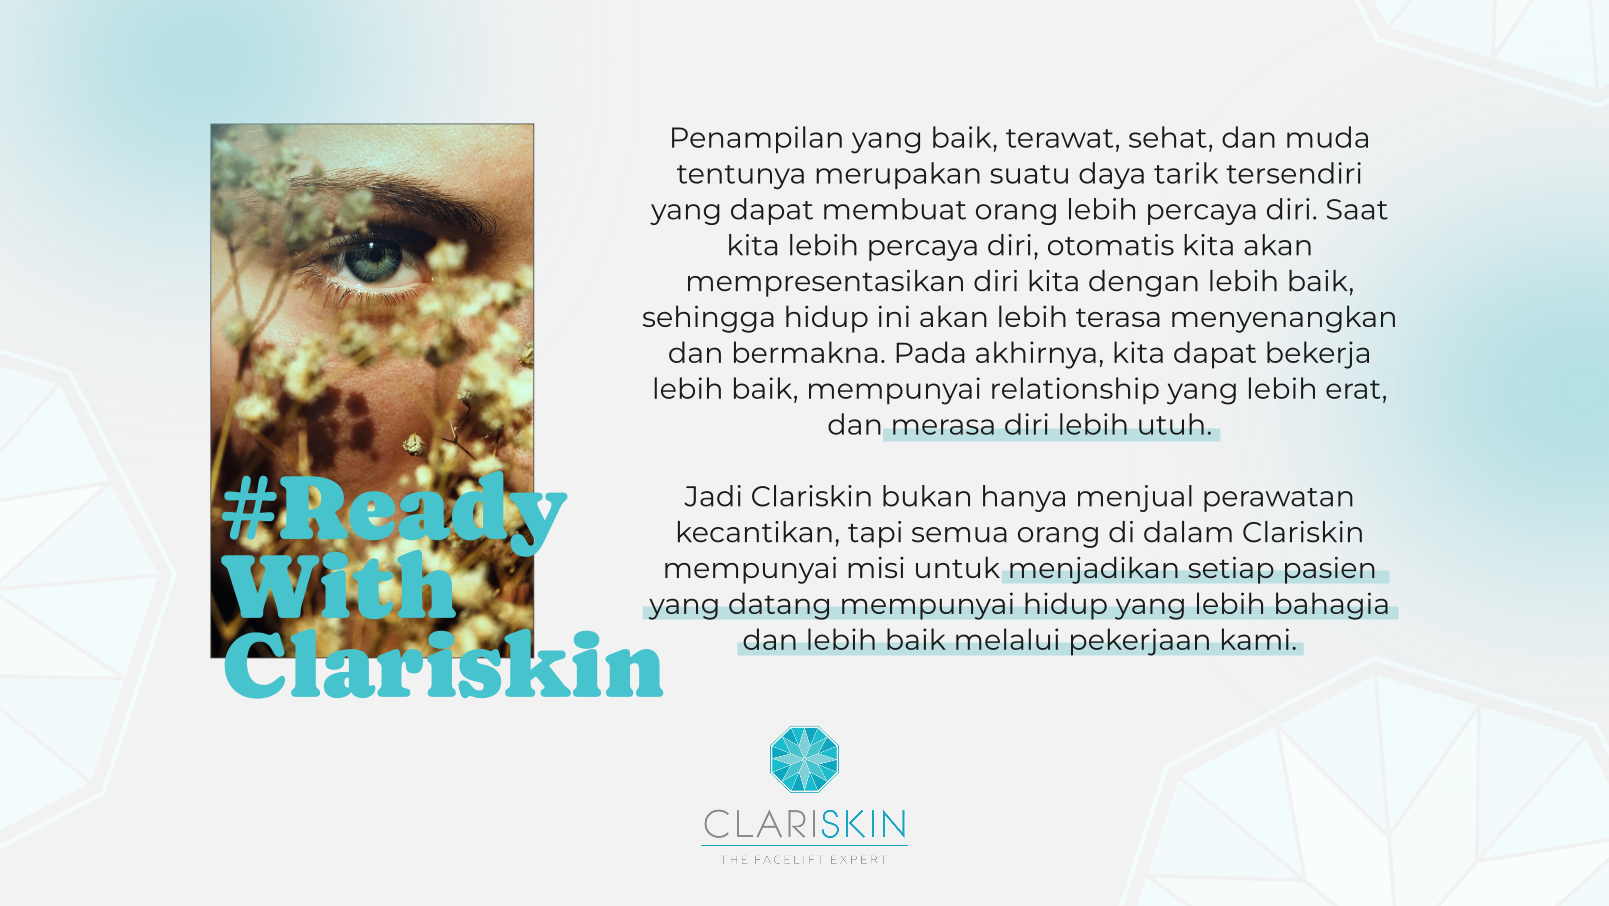 Penampilan yang baik, terawat, sehat, dan muda
tentunya merupakan suatu daya tarik tersendiri
yang dapat membuat orang lebih percaya diri. Saat
kita lebih percaya diri, otomatis kita akan
mempresentasikan diri kita dengan lebih baik,
sehingga hidup ini akan lebih terasa menyenangkan
dan bermakna. Pada akhirnya, kita dapat bekerja
lebih baik, mempunyai relationship yang lebih erat,
dan merasa diri lebih utuh.
Jadi Clariskin bukan hanya menjual perawatan
kecantikan, tapi semua orang di dalam Clariskin
mempunyai misi untuk menjadikan setiap pasien
yang datang mempunyai hidup yang lebih bahagia
dan lebih baik melalui pekerjaan kami.
#Ready
With
Clariskin
CLARISKIN
THE FACELIFT EXPERT